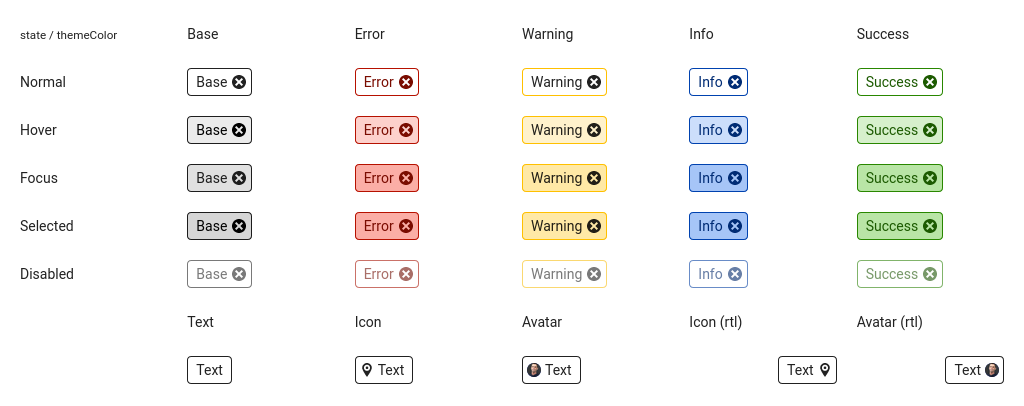 state / themeColor Base Error Warning Info Success
Normal Base Error Warning Info Success
Hover Base Error Warning Info Success
Focus Base Error Warning Info Success
Selected Base Error Warning Info Success
Disabled Base Error Warning Info Success
Text Icon Avatar Icon (rtl) Avatar (rtl)
Text Text Text Text Text